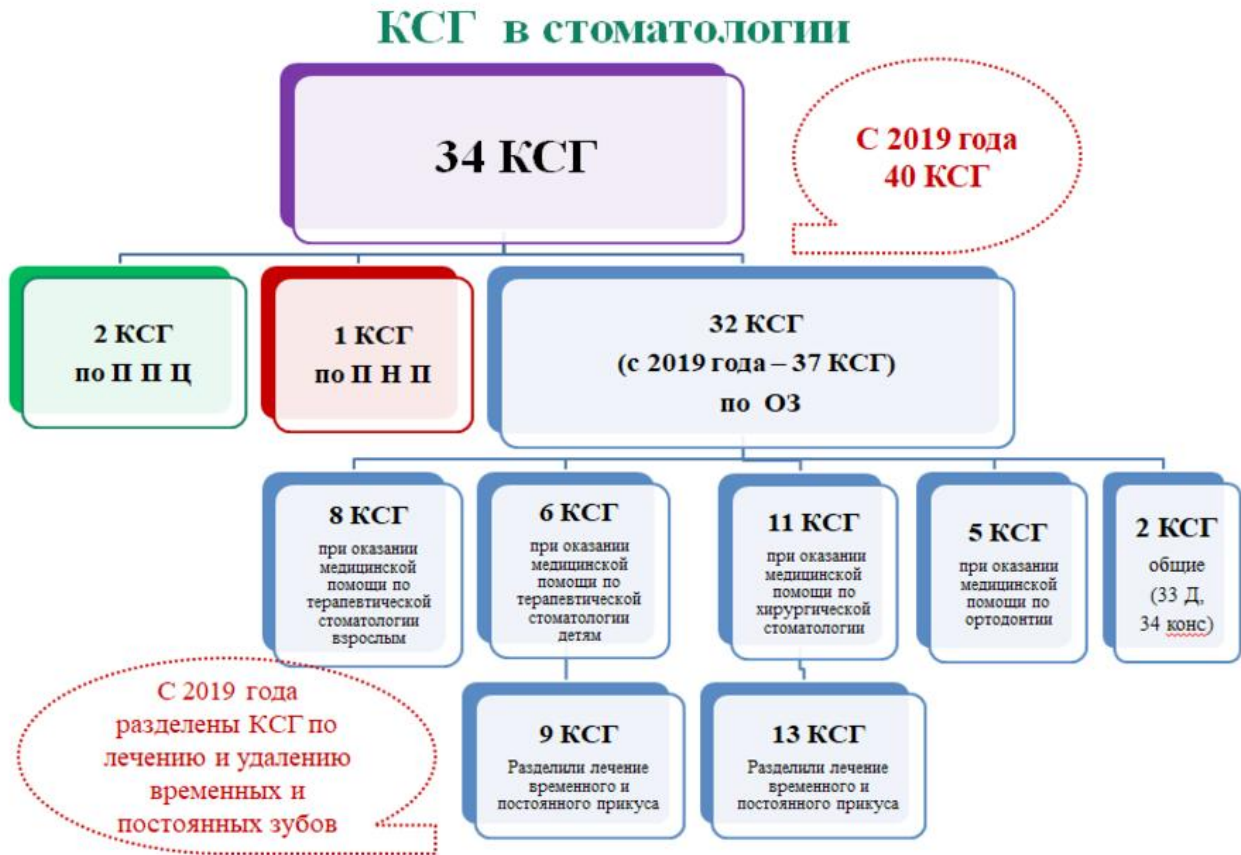 КСГ в стоматологии
34 КСГ
С 2019 года
40 КСГ
2 КСГ
по П П Ц
1 КСГ
по П Н П
32 КСГ
(с 2019 года – 37 КСГ)
по ОЗ
8 КСГ
при оказании
медицинской
помощи по
терапевтической
стоматологии
взрослым
6 КСГ
при оказании
медицинской
помощи по
терапевтической
стоматологии
детям
11 КСГ
при оказании
медицинской
помощи по
хирургической
стоматологии
5 КСГ
при оказании
медицинской
помощи по
ортодонтии
2 КСГ
общие
(33 Д,
34 конс)
С 2019 года
разделены КСГ по
лечению и удалению
временных и
постоянных зубов
9 КСГ
Разделили лечение
временного и
постоянного прикуса
13 КСГ
Разделили лечение
временного и
постоянного прикуса